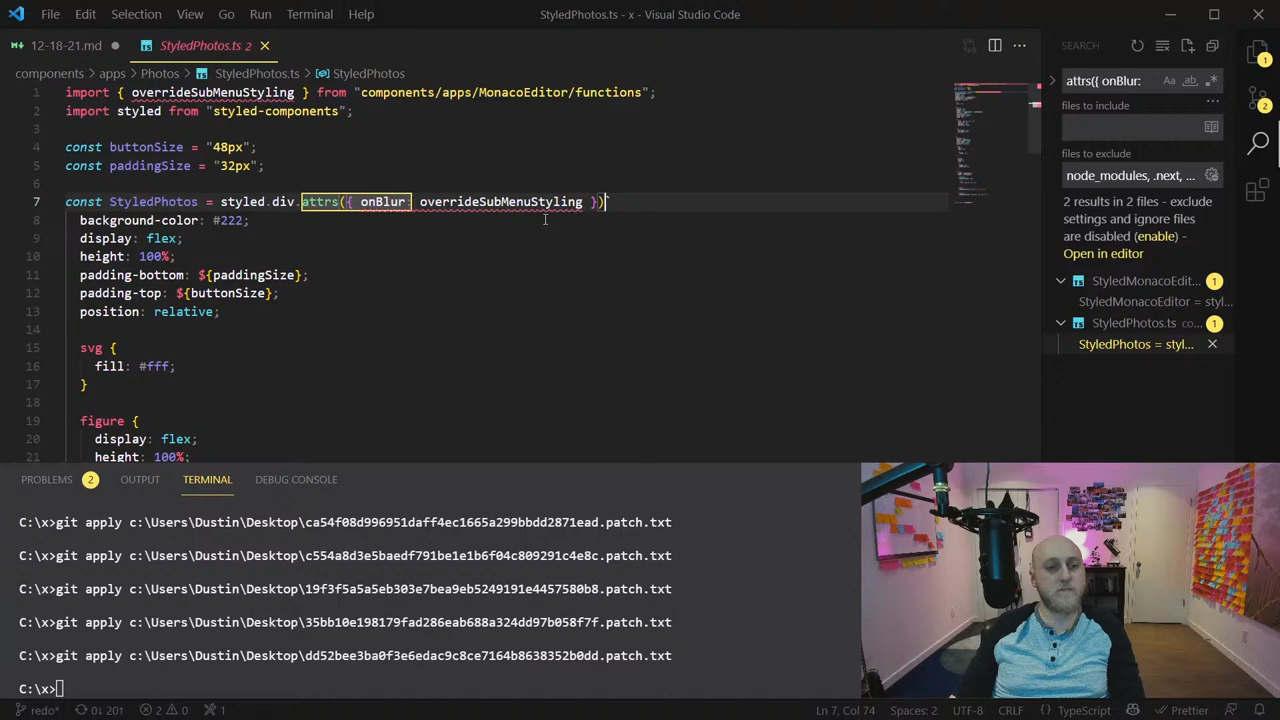 File Edit Selection View Go Run Terminal Help StyledPhotos.ts - x - Visual Studio Code
12-18-21.md StyledPhotos.ts 2
components > apps > Photos > StyledPhotos.ts > StyledPhotos
1 import { overrideSubMenuStyling } from "components/apps/MonacoEditor/functions";
2 import styled from "styled-components";
3
4 const buttonSize = "48px";
5 const paddingSize = "32px";
6
7 const StyledPhotos = styled.div.attrs({ onBlur: overrideSubMenuStyling })`
8 background-color: #222;
9 display: flex;
10 height: 100%;
11 padding-bottom: ${paddingSize};
12 padding-top: ${buttonSize};
13 position: relative;
14
15 svg {
16 fill: #fff;
17 }
18
19 figure {
20 display: flex;
21 height: 100%;
SEARCH
attrs({ onBlur:
files to include
files to exclude
node_modules, .next, ...
2 results in 2 files - exclude
settings and ignore files are
disabled (enable) -
Open in editor
StyledMonacoEdit... 1
StyledMonacoEditor = styl...
StyledPhotos.ts co... 1
StyledPhotos = styl...
1
2
PROBLEMS 2 OUTPUT TERMINAL DEBUG CONSOLE
C:\x>git apply c:\Users\Dustin\Desktop\ca54f08d996951daff4ec1665a299bbdd2871ead.patch.txt
C:\x>git apply c:\Users\Dustin\Desktop\c554a8d3e5baedf791be1e1b6f04c809291c4e8c.patch.txt
C:\x>git apply c:\Users\Dustin\Desktop\19f3f5a5a5eb303e7bea9eb5249191e4457580b8.patch.txt
C:\x>git apply c:\Users\Dustin\Desktop\35bb10e198179fad286eab688a324dd97b058f7f.patch.txt
C:\x>git apply c:\Users\Dustin\Desktop\dd52bee3ba0f3e6edac9c8ce7164b8638352b0dd.patch.txt
C:\x>
redo* 0↓ 20↑ 2 0 1 Ln 7, Col 74 Spaces: 2 UTF-8 CRLF TypeScript Prettier